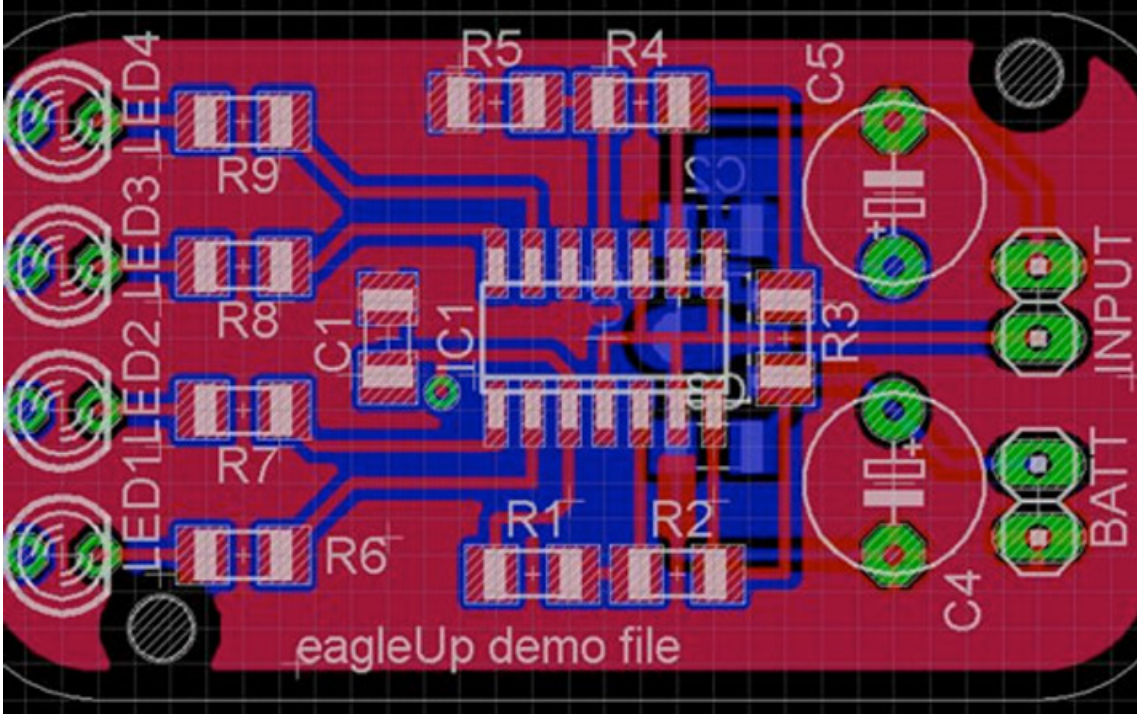 LED4
R9
R5
R4
C5
LED3
R8
C1
IC1
R3
INPUT
LED2
R7
LED1
R6
R1
R2
BATT
C4
eagleUp demo file